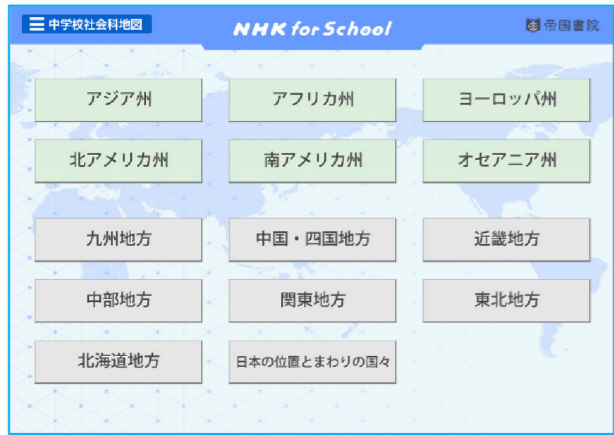 中学校社会科地図
NHK for School
帝国書院
アジア州
アフリカ州
ヨーロッパ州
北アメリカ州
南アメリカ州
オセアニア州
九州地方
中国・四国地方
近畿地方
中部地方
関東地方
東北地方
北海道地方
日本の位置とまわりの国々